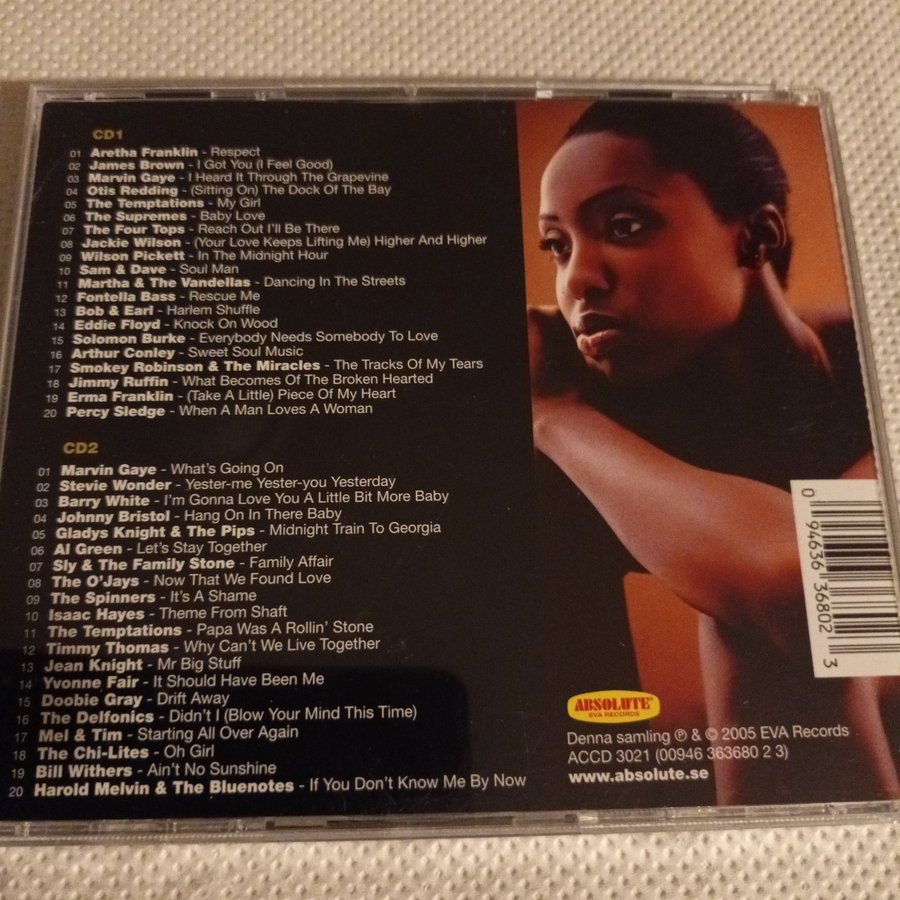 CD1
01 Aretha Franklin - Respect
02 James Brown - I Got You (I Feel Good)
03 Marvin Gaye - I Heard It Through The Grapevine
04 Otis Redding - (Sitting On) The Dock Of The Bay
05 The Temptations - My Girl
06 The Supremes - Baby Love
07 The Four Tops - Reach Out I'll Be There
08 Jackie Wilson - (Your Love Keeps Lifting Me) Higher And Higher
09 Wilson Pickett - In The Midnight Hour
10 Sam & Dave - Soul Man
11 Martha & The Vandellas - Dancing In The Streets
12 Fontella Bass - Rescue Me
13 Bob & Earl - Harlem Shuffle
14 Eddie Floyd - Knock On Wood
15 Solomon Burke - Everybody Needs Somebody To Love
16 Arthur Conley - Sweet Soul Music
17 Smokey Robinson & The Miracles - The Tracks Of My Tears
18 Jimmy Ruffin - What Becomes Of The Broken Hearted
19 Erma Franklin - (Take A Little) Piece Of My Heart
20 Percy Sledge - When A Man Loves A Woman
CD2
01 Marvin Gaye - What's Going On
02 Stevie Wonder - Yester-me Yester-you Yesterday
03 Barry White - I'm Gonna Love You A Little Bit More Baby
04 Johnny Bristol - Hang On In There Baby
05 Gladys Knight & The Pips - Midnight Train To Georgia
06 Al Green - Let's Stay Together
07 Sly & The Family Stone - Family Affair
08 The O'Jays - Now That We Found Love
09 The Spinners - It's A Shame
10 Isaac Hayes - Theme From Shaft
11 The Temptations - Papa Was A Rollin' Stone
12 Timmy Thomas - Why Can't We Live Together
13 Jean Knight - Mr Big Stuff
14 Yvonne Fair - It Should Have Been Me
15 Doobie Gray - Drift Away
16 The Delfonics - Didn't I (Blow Your Mind This Time)
17 Mel & Tim - Starting All Over Again
18 The Chi-Lites - Oh Girl
19 Bill Withers - Ain't No Sunshine
20 Harold Melvin & The Bluenotes - If You Don't Know Me By Now
0 94636 36802 3
ABSOLUTE
EVA RECORDS
Denna samling ℗ & © 2005 EVA Records
ACCD 3021 (00946 363680 2 3)
www.absolute.se